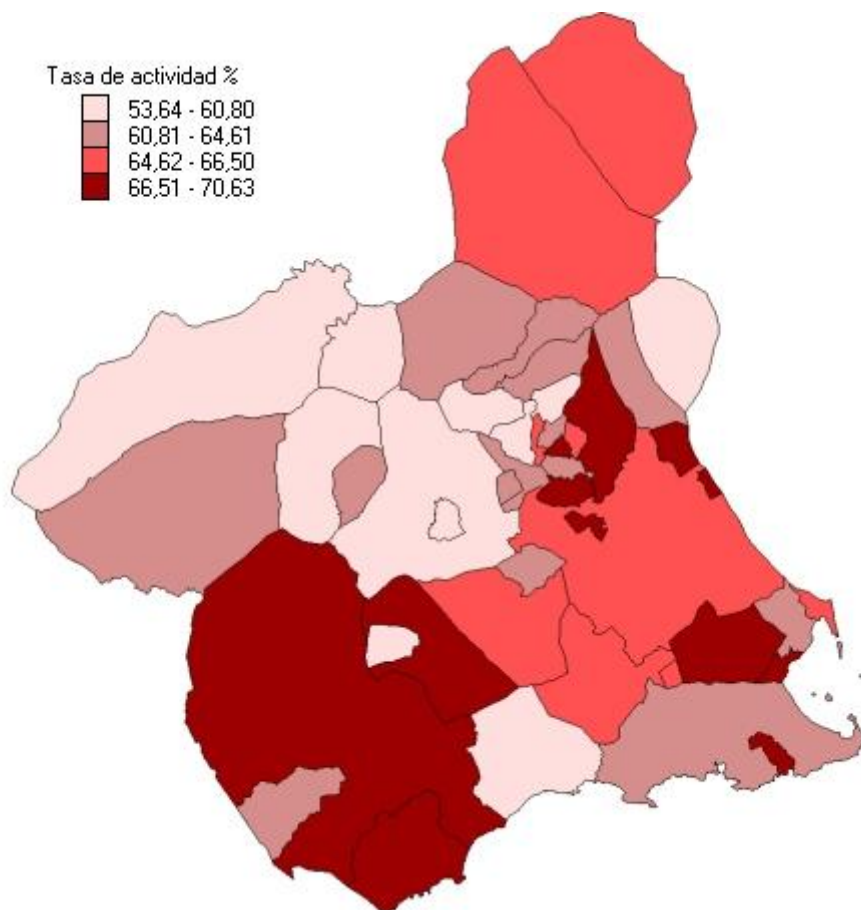 Tasa de actividad %
53,64 - 60,80
60,81 - 64,61
64,62 - 66,50
66,51 - 70,63